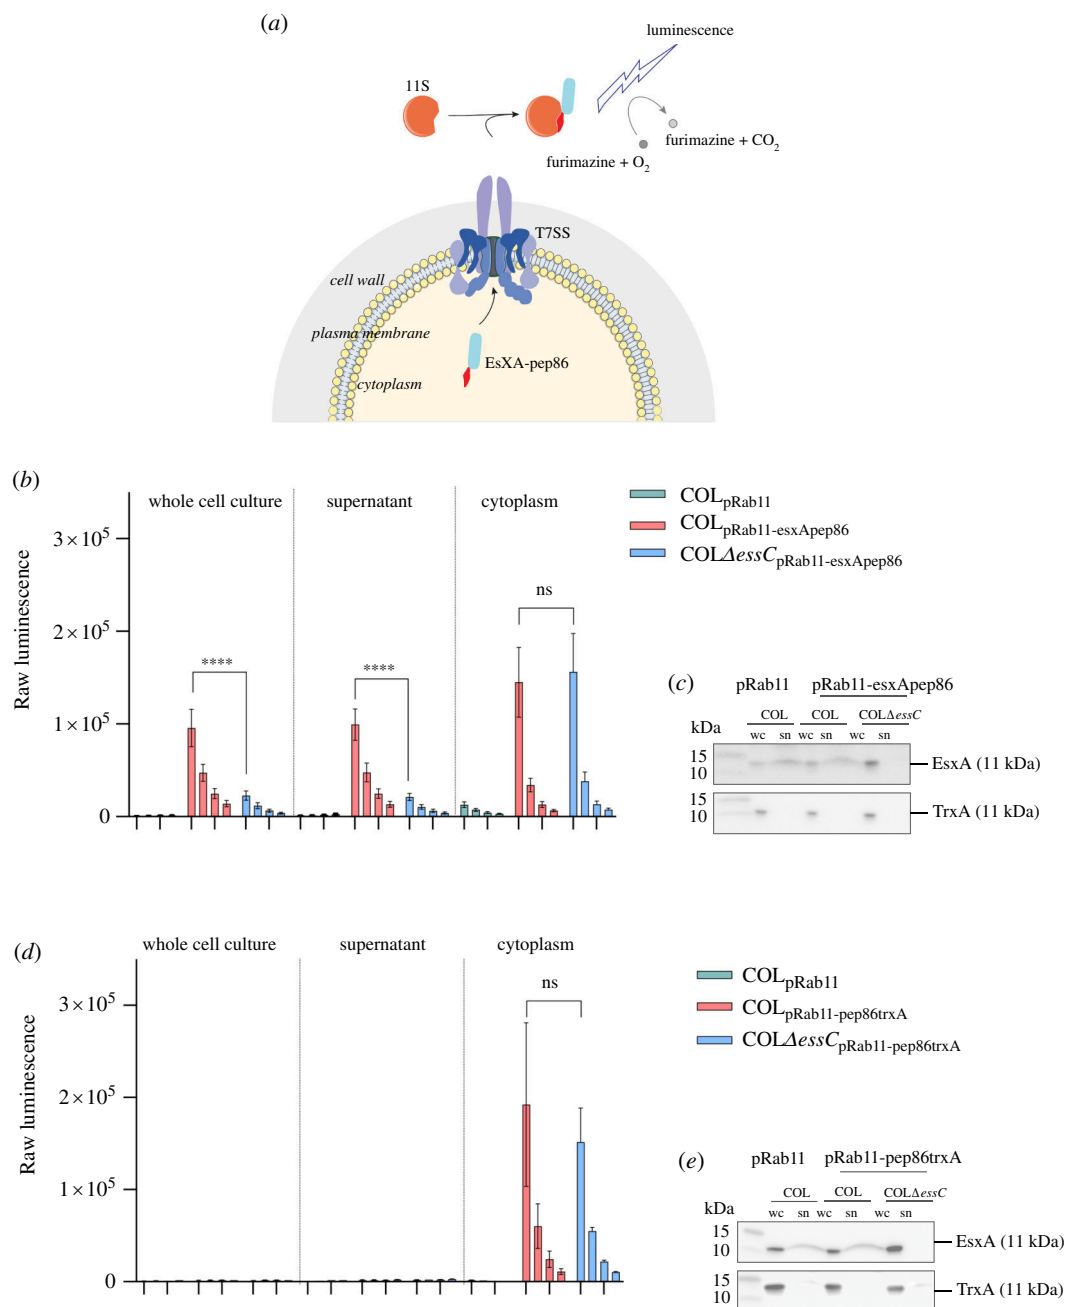 (a)
luminescence
11S
furimazine + CO2
furimazine + O2
T7SS
cell wall
plasma membrane
EsXA-pep86
cytoplasm
(b)
whole cell culture
supernatant
cytoplasm
COLpRab11
COLpRab11-esxApep86
COLΔessCpRab11-esxApep86
Raw luminescence
3 × 10^5
2 × 10^5
1 × 10^5
0
****
****
ns
(c)
pRab11
pRab11-esxApep86
COL
COL
COLΔessC
kDa
wc
sn
wc
sn
wc
sn
15
10
EsxA (11 kDa)
15
10
TrxA (11 kDa)
(d)
whole cell culture
supernatant
cytoplasm
COLpRab11
COLpRab11-pep86trxA
COLΔessCpRab11-pep86trxA
Raw luminescence
3 × 10^5
2 × 10^5
1 × 10^5
0
ns
(e)
pRab11
pRab11-pep86trxA
COL
COL
COLΔessC
kDa
wc
sn
wc
sn
wc
sn
15
10
EsxA (11 kDa)
15
10
TrxA (11 kDa)